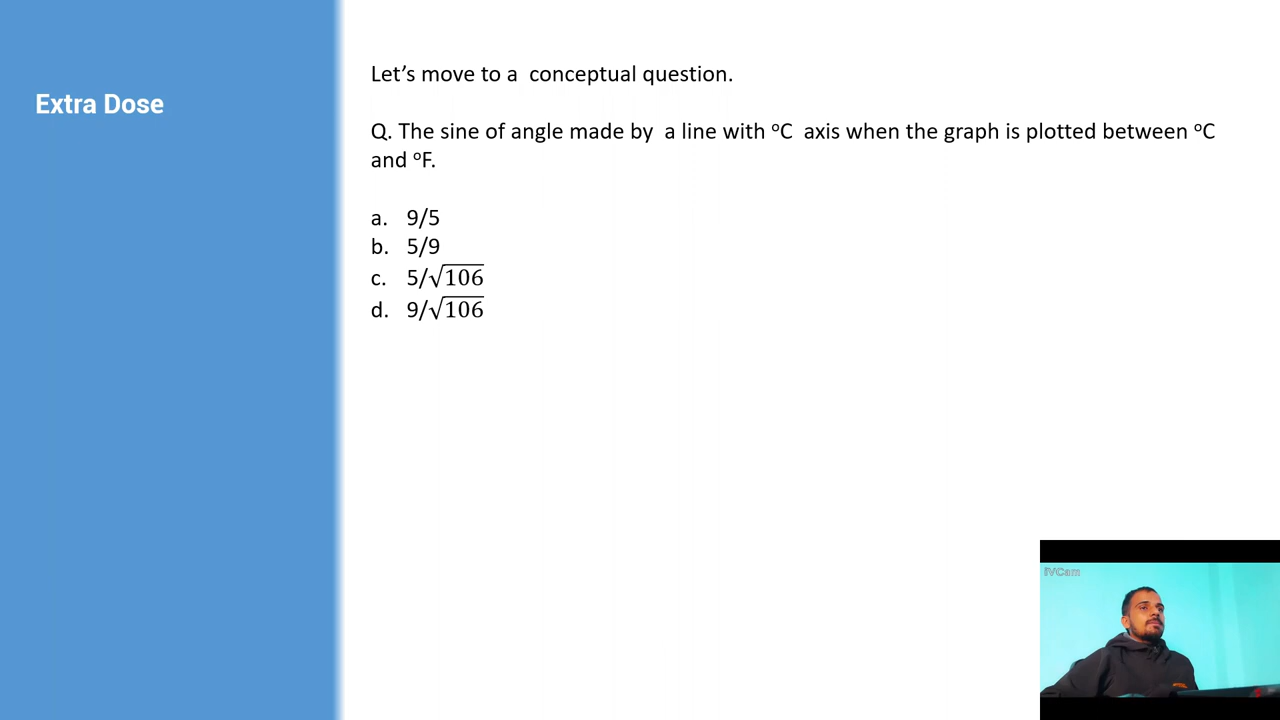 Extra Dose
Let’s move to a  conceptual question.
Q. The sine of angle made by  a line with ᵒC  axis when the graph is plotted between ᵒC
and ᵒF.
a. 9/5
b. 5/9
c. 5/√106
d. 9/√106
iVCam